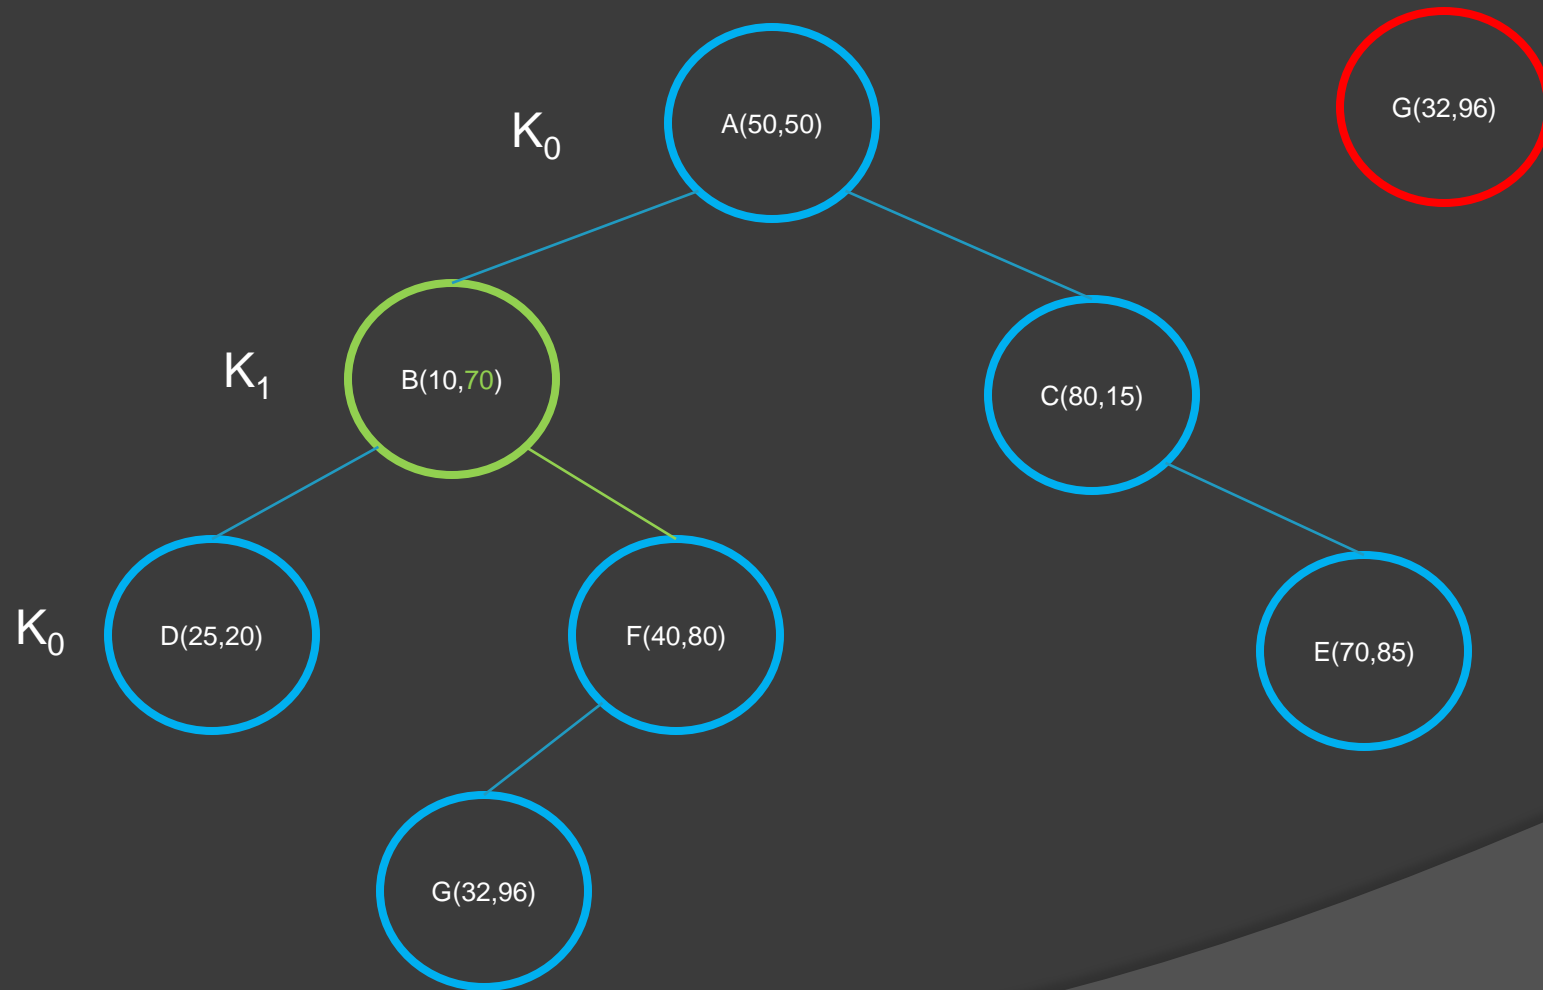 G(32,96)
A(50,50)
K₀
K₁
B(10,70)
C(80,15)
K₀
D(25,20)
F(40,80)
E(70,85)
G(32,96)